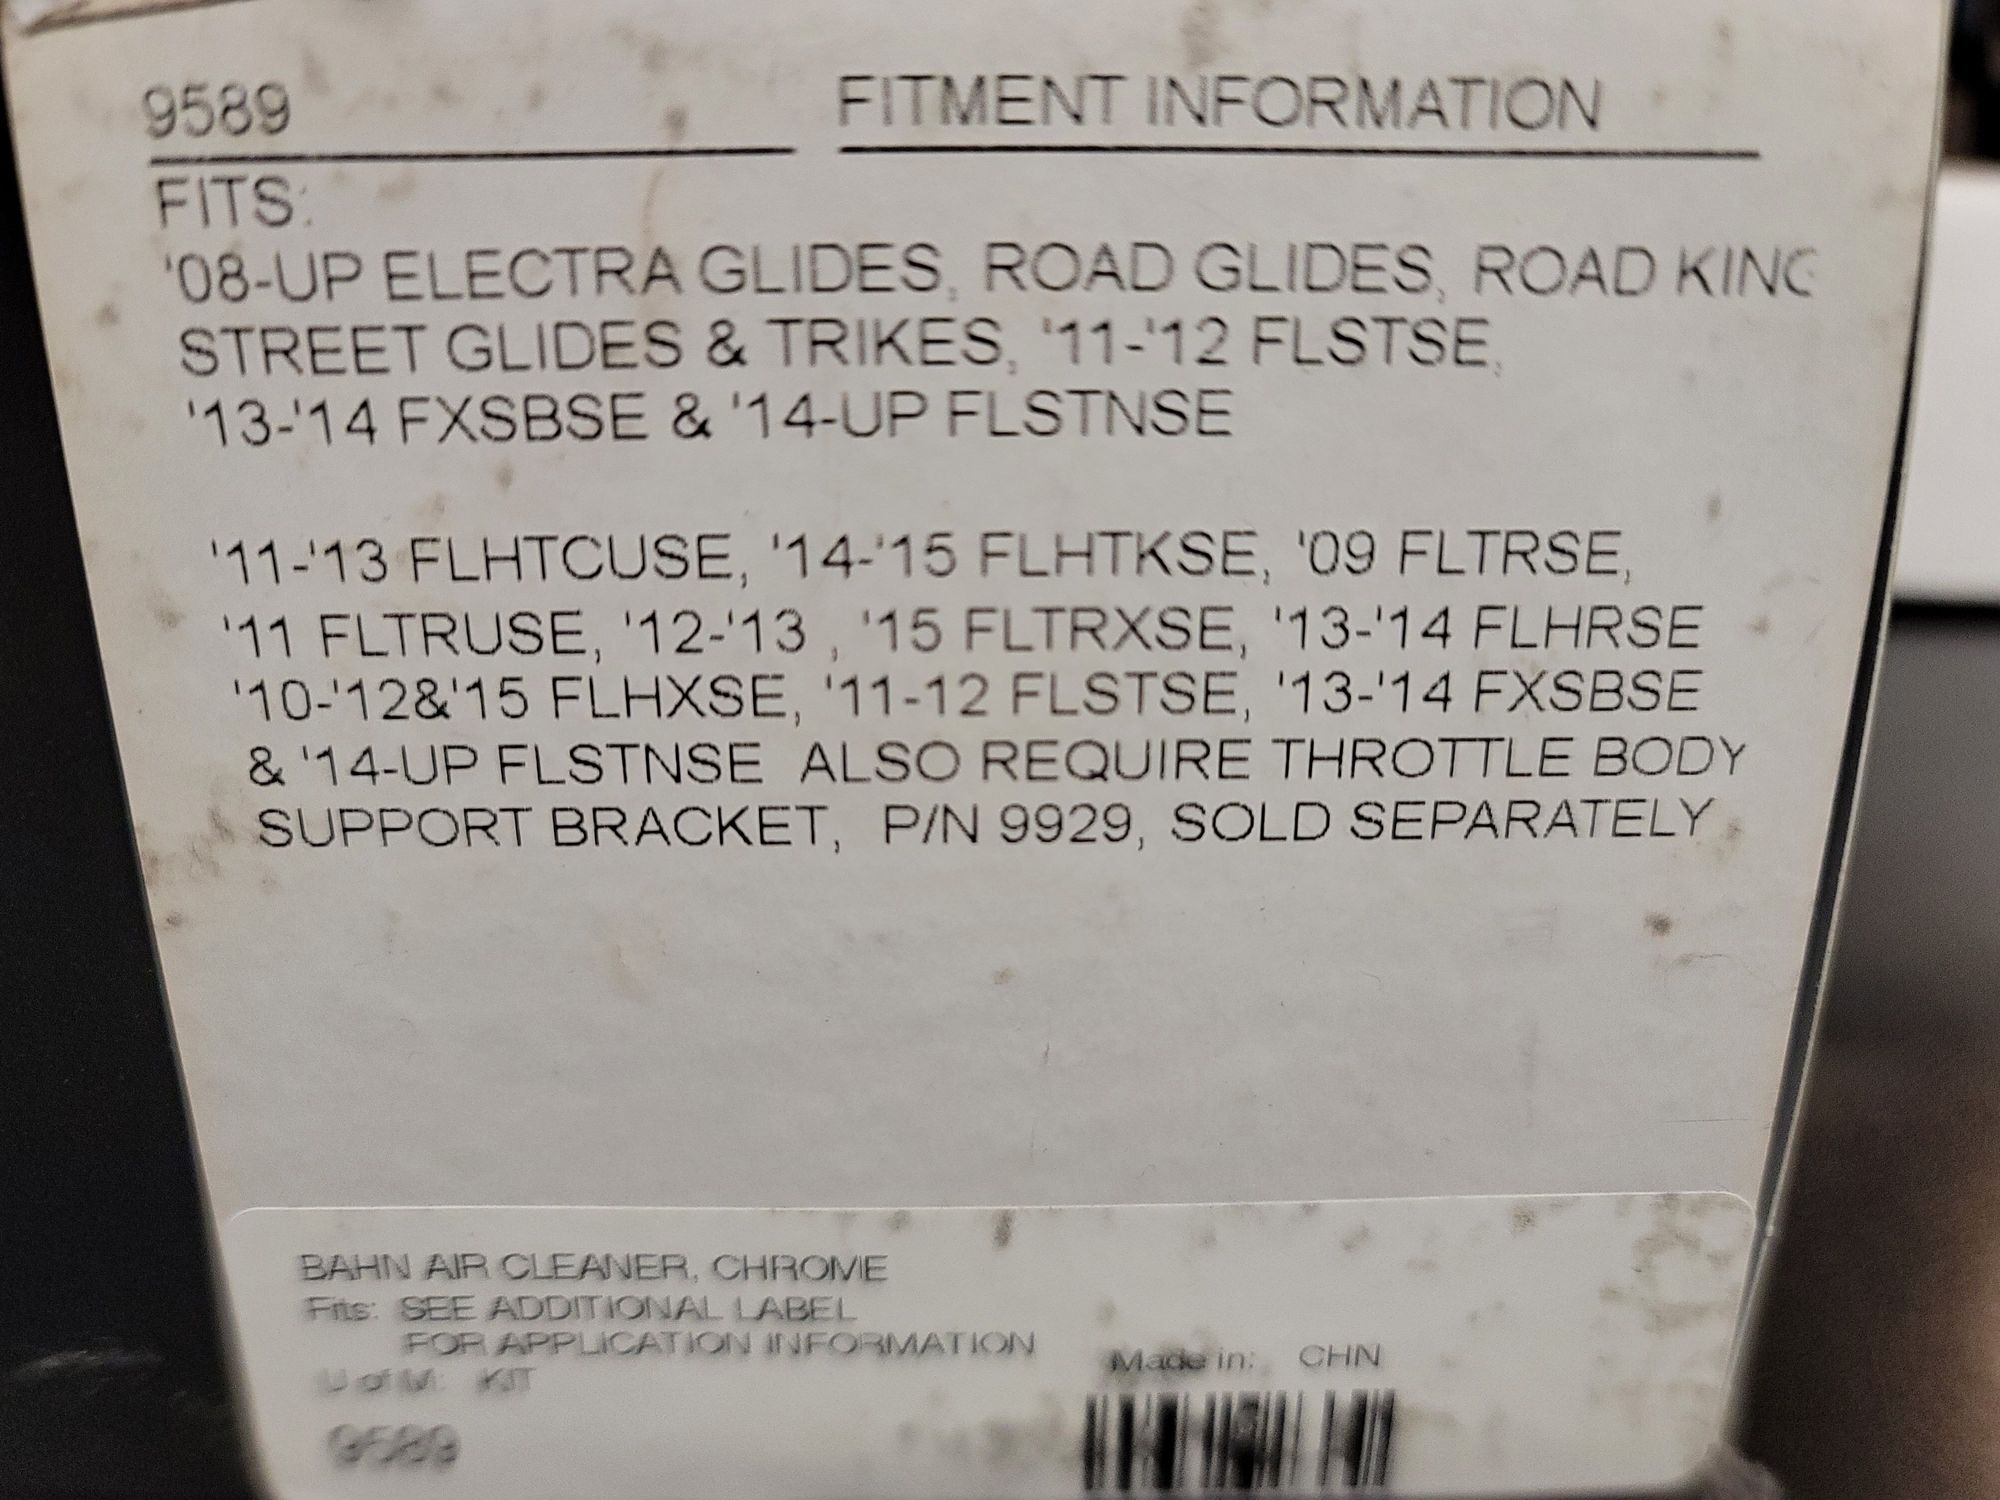 9589 FITMENT INFORMATION
FITS:
'08-UP ELECTRA GLIDES, ROAD GLIDES, ROAD KING
STREET GLIDES & TRIKES, '11-'12 FLSTSE,
'13-'14 FXSBSE & '14-UP FLSTNSE
'11-'13 FLHTCUSE, '14-'15 FLHTKSE, '09 FLTRSE,
'11 FLTRUSE, '12-'13 , '15 FLTRXSE, '13-'14 FLHRSE
'10-'12&'15 FLHXSE, '11-12 FLSTSE, '13-'14 FXSBSE
& '14-UP FLSTNSE ALSO REQUIRE THROTTLE BODY
SUPPORT BRACKET, P/N 9929, SOLD SEPARATELY
BAHN AIR CLEANER, CHROME
Fits: SEE ADDITIONAL LABEL
FOR APPLICATION INFORMATION
Made in: CHN
U of M: KIT
9589